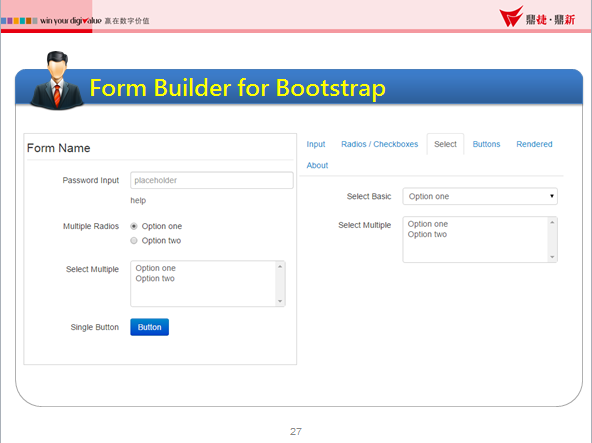 win your digivalue 赢在数字价值
鼎捷·鼎新
Form Builder for Bootstrap
Form Name
Password Input
placeholder
help
Multiple Radios
Option one
Option two
Select Multiple
Option one
Option two
Single Button
Button
Input Radios / Checkboxes Select Buttons Rendered
About
Select Basic
Option one
Select Multiple
Option one
Option two
27